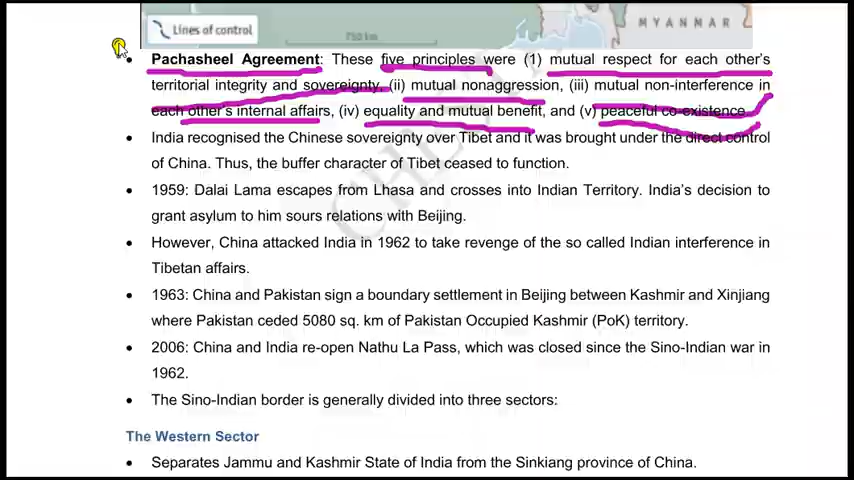 MYANMAR
Lines of control
750 km
• Pachasheel Agreement: These five principles were (1) mutual respect for each other's
territorial integrity and sovereignty, (ii) mutual nonaggression, (iii) mutual non-interference in
each other's internal affairs, (iv) equality and mutual benefit, and (v) peaceful co-existence.
• India recognised the Chinese sovereignty over Tibet and it was brought under the direct control
of China. Thus, the buffer character of Tibet ceased to function.
• 1959: Dalai Lama escapes from Lhasa and crosses into Indian Territory. India's decision to
grant asylum to him sours relations with Beijing.
• However, China attacked India in 1962 to take revenge of the so called Indian interference in
Tibetan affairs.
• 1963: China and Pakistan sign a boundary settlement in Beijing between Kashmir and Xinjiang
where Pakistan ceded 5080 sq. km of Pakistan Occupied Kashmir (PoK) territory.
• 2006: China and India re-open Nathu La Pass, which was closed since the Sino-Indian war in
1962.
• The Sino-Indian border is generally divided into three sectors:
The Western Sector
• Separates Jammu and Kashmir State of India from the Sinkiang province of China.